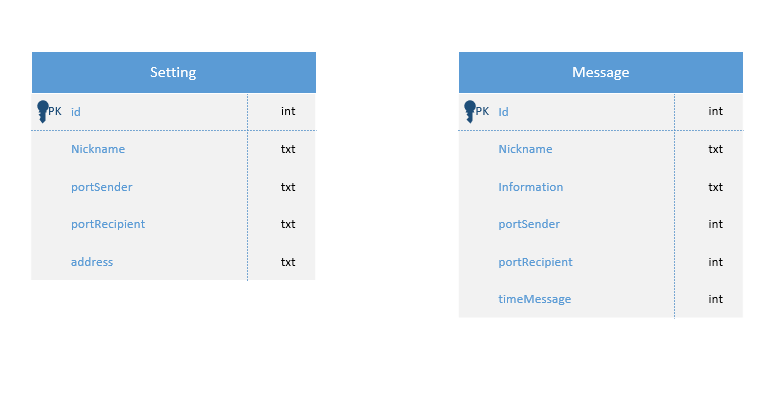 Setting
PK id int
Nickname txt
portSender txt
portRecipient txt
address txt
Message
PK Id int
Nickname txt
Information txt
portSender int
portRecipient int
timeMessage int